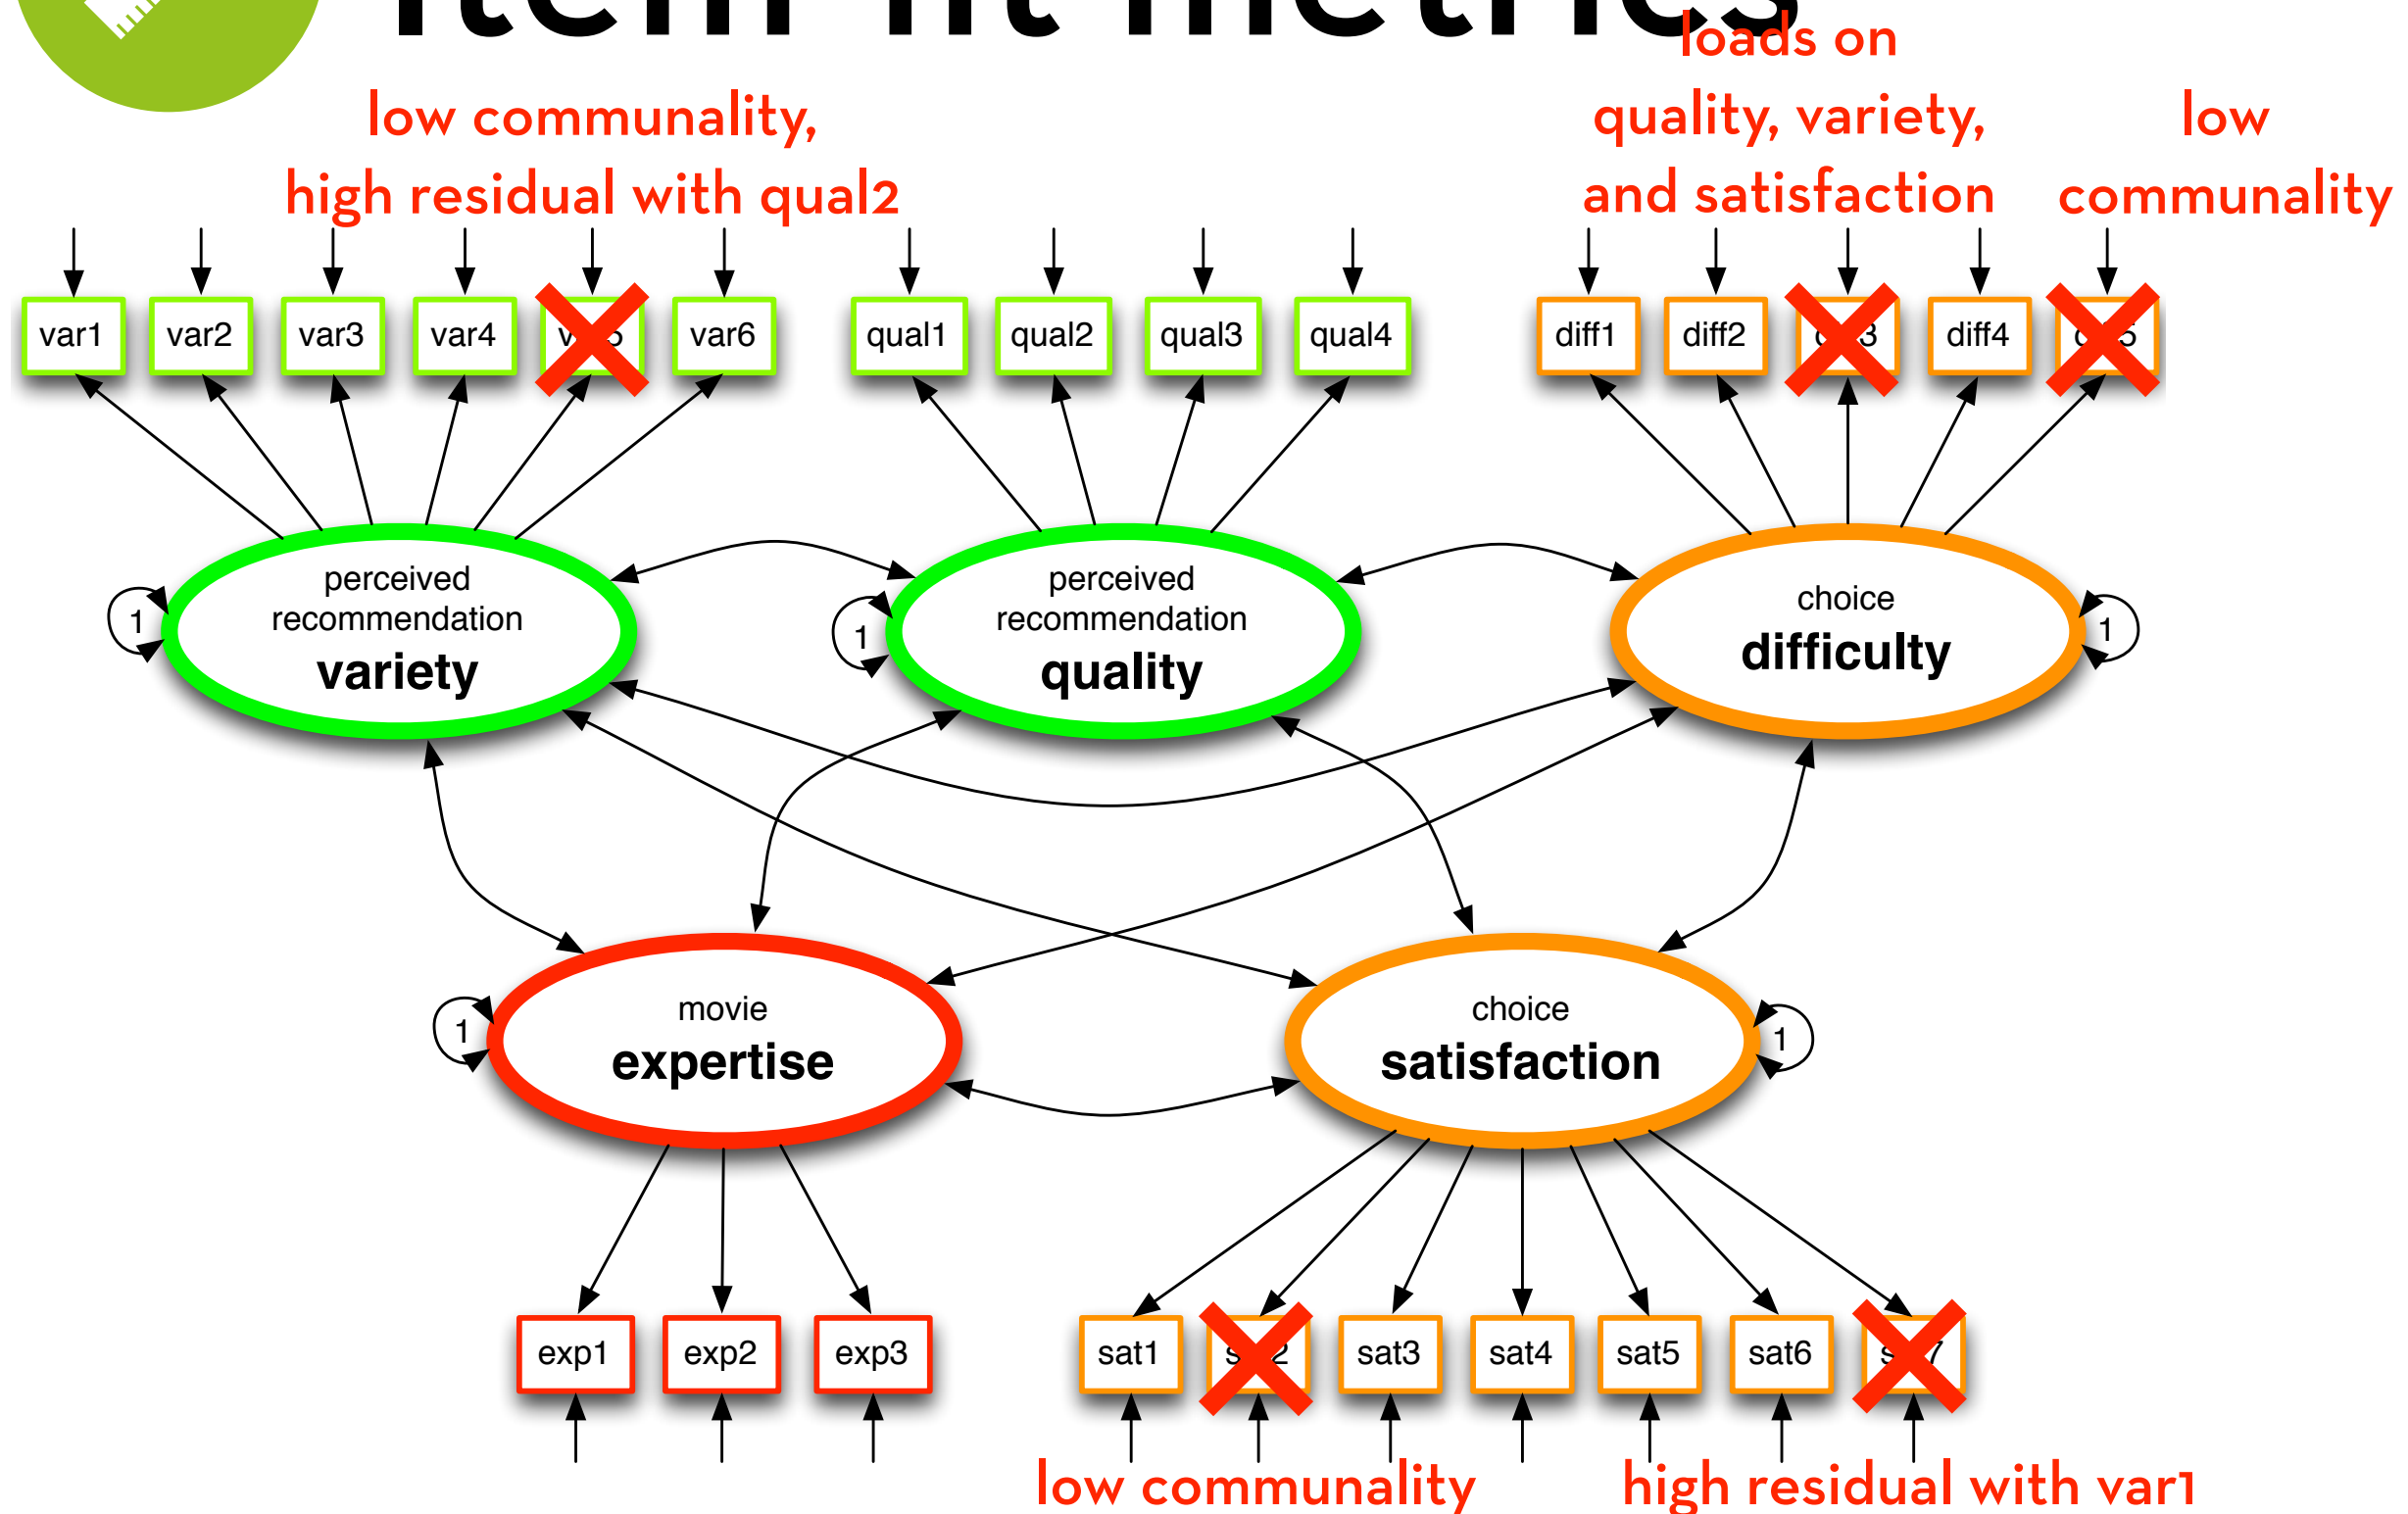 item-fit metrics
loads on
low communality,
quality, variety,
low
high residual with qual2
and satisfaction
communality
var1
var2
var3
var4
var6
qual1
qual2
qual3
qual4
diff1
diff2
diff4
perceived
recommendation
variety
1
perceived
recommendation
quality
1
choice
difficulty
1
movie
expertise
1
choice
satisfaction
1
exp1
exp2
exp3
sat1
sat3
sat4
sat5
sat6
low communality
high residual with var1